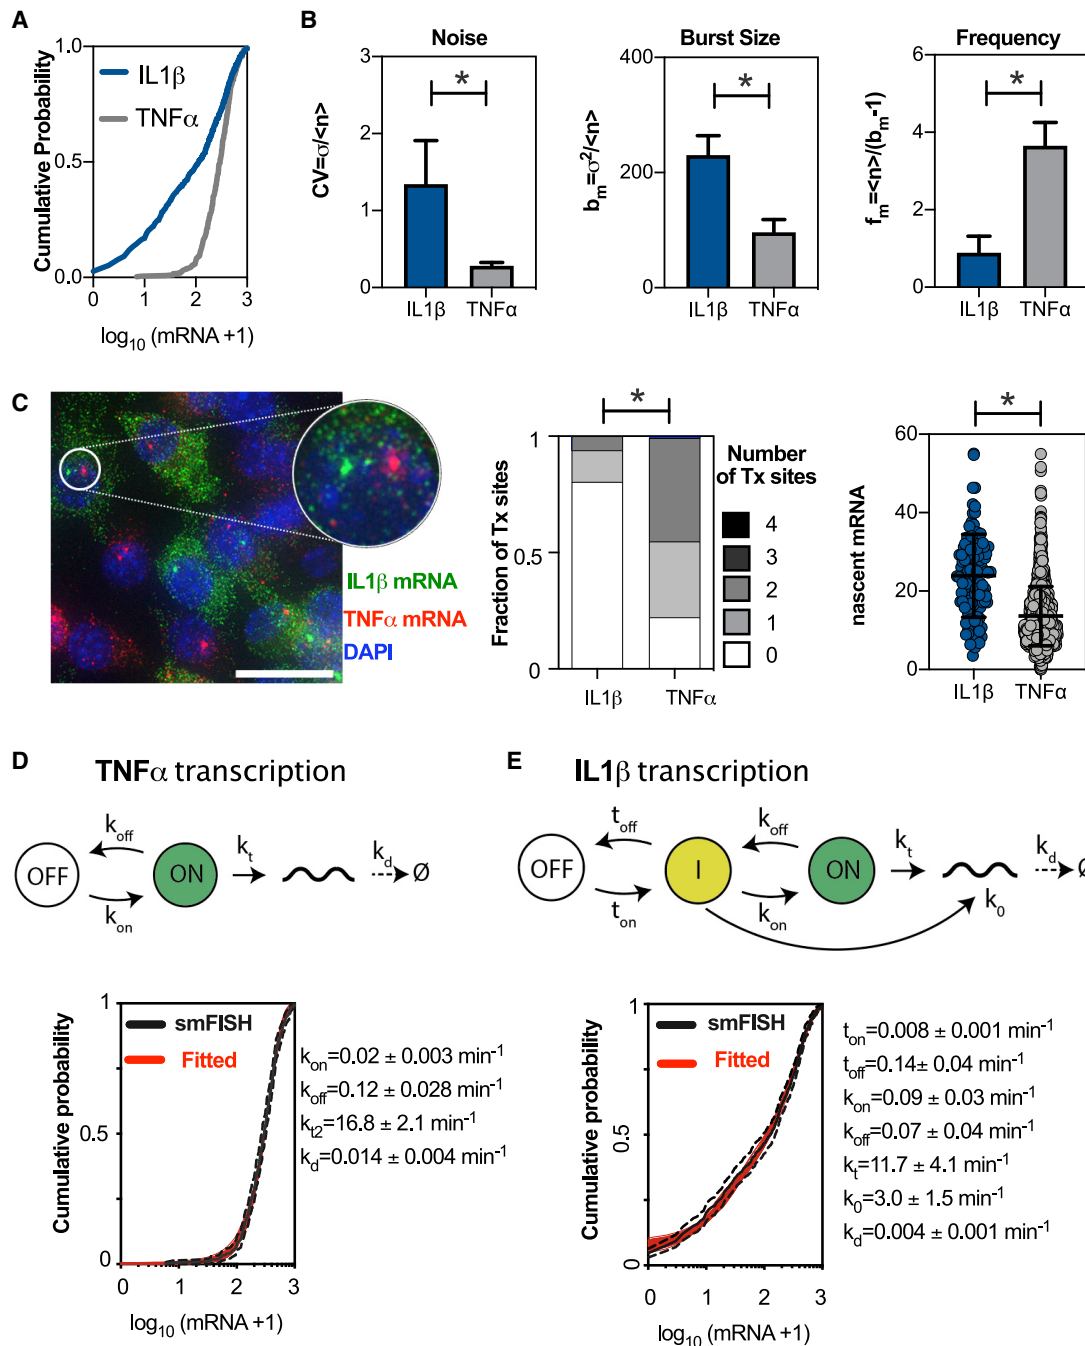 A
1.0
0.5
0.0
Cumulative Probability
IL1β
TNFα
0 1 2 3
log10 (mRNA +1)
B
Noise
CV=σ/<n>
3
2
1
0
*
IL1β TNFα
Burst Size
bm=σ²/<n>
400
200
0
*
IL1β TNFα
Frequency
fm=<n>/(bm-1)
6
4
2
0
*
IL1β TNFα
C
IL1β mRNA
TNFα mRNA
DAPI
Fraction of Tx sites
1
0.5
0
*
IL1β TNFα
Number
of Tx sites
4
3
2
1
0
nascent mRNA
60
40
20
0
*
IL1β TNFα
D
TNFα transcription
OFF
koff
kon
ON
kt
kd
Ø
Cumulative probability
1
0.5
0
smFISH
Fitted
0 1 2 3
log10 (mRNA +1)
kon=0.02 ± 0.003 min-1
koff=0.12 ± 0.028 min-1
kt2=16.8 ± 2.1 min-1
kd=0.014 ± 0.004 min-1
E
IL1β transcription
OFF
toff
ton
I
koff
kon
ON
kt
k0
kd
Ø
Cumulative probability
1
0.5
0
smFISH
Fitted
0 1 2 3
log10 (mRNA +1)
ton=0.008 ± 0.001 min-1
toff=0.14± 0.04 min-1
kon=0.09 ± 0.03 min-1
koff=0.07 ± 0.04 min-1
kt=11.7 ± 4.1 min-1
k0=3.0 ± 1.5 min-1
kd=0.004 ± 0.001 min-1